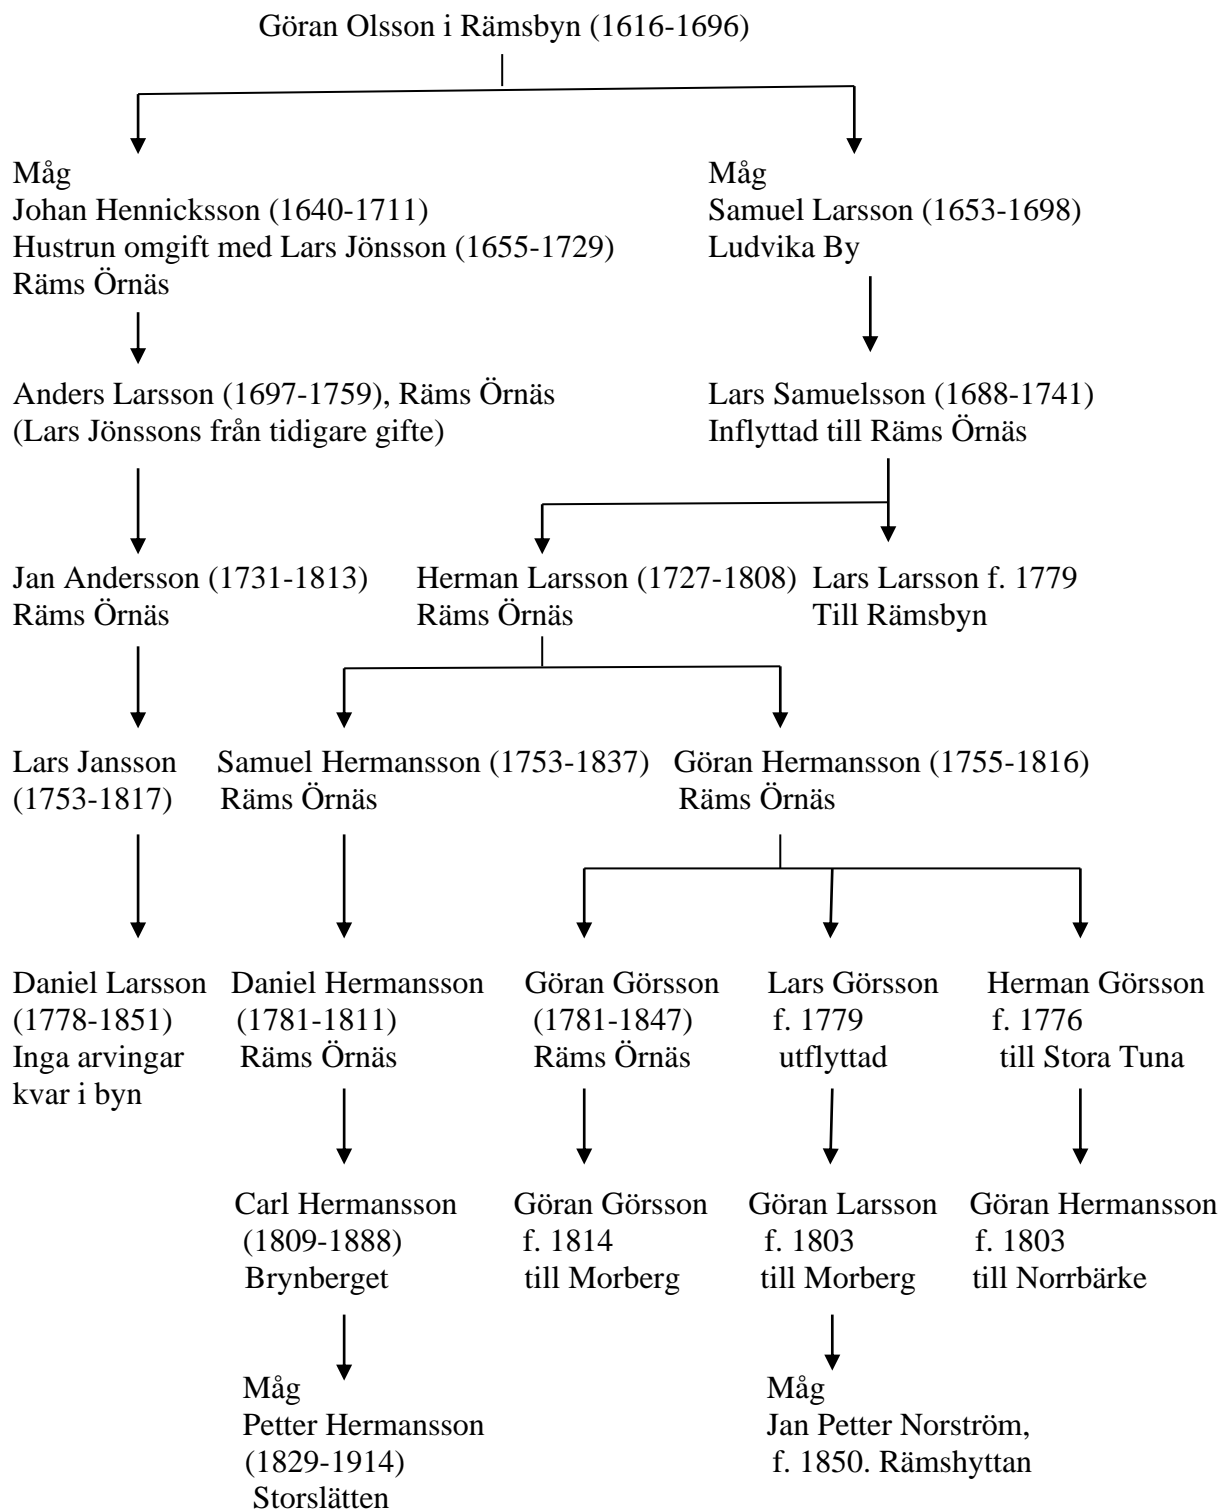 Göran Olsson i Rämsbyn (1616-1696)
Måg
Johan Hennicksson (1640-1711)
Hustrun omgift med Lars Jönsson (1655-1729)
Räms Örnäs
Måg
Samuel Larsson (1653-1698)
Ludvika By
Anders Larsson (1697-1759), Räms Örnäs
(Lars Jönssons från tidigare gifte)
Lars Samuelsson (1688-1741)
Inflyttad till Räms Örnäs
Jan Andersson (1731-1813)
Räms Örnäs
Herman Larsson (1727-1808)
Räms Örnäs
Lars Larsson f. 1779
Till Rämsbyn
Lars Jansson
(1753-1817)
Samuel Hermansson (1753-1837)
Räms Örnäs
Göran Hermansson (1755-1816)
Räms Örnäs
Daniel Larsson
(1778-1851)
Inga arvingar
kvar i byn
Daniel Hermansson
(1781-1811)
Räms Örnäs
Göran Görsson
(1781-1847)
Räms Örnäs
Lars Görsson
f. 1779
utflyttad
Herman Görsson
f. 1776
till Stora Tuna
Carl Hermansson
(1809-1888)
Brynberget
Göran Görsson
f. 1814
till Morberg
Göran Larsson
f. 1803
till Morberg
Göran Hermansson
f. 1803
till Norrbärke
Måg
Petter Hermansson
(1829-1914)
Storslätten
Måg
Jan Petter Norström,
f. 1850. Rämshyttan